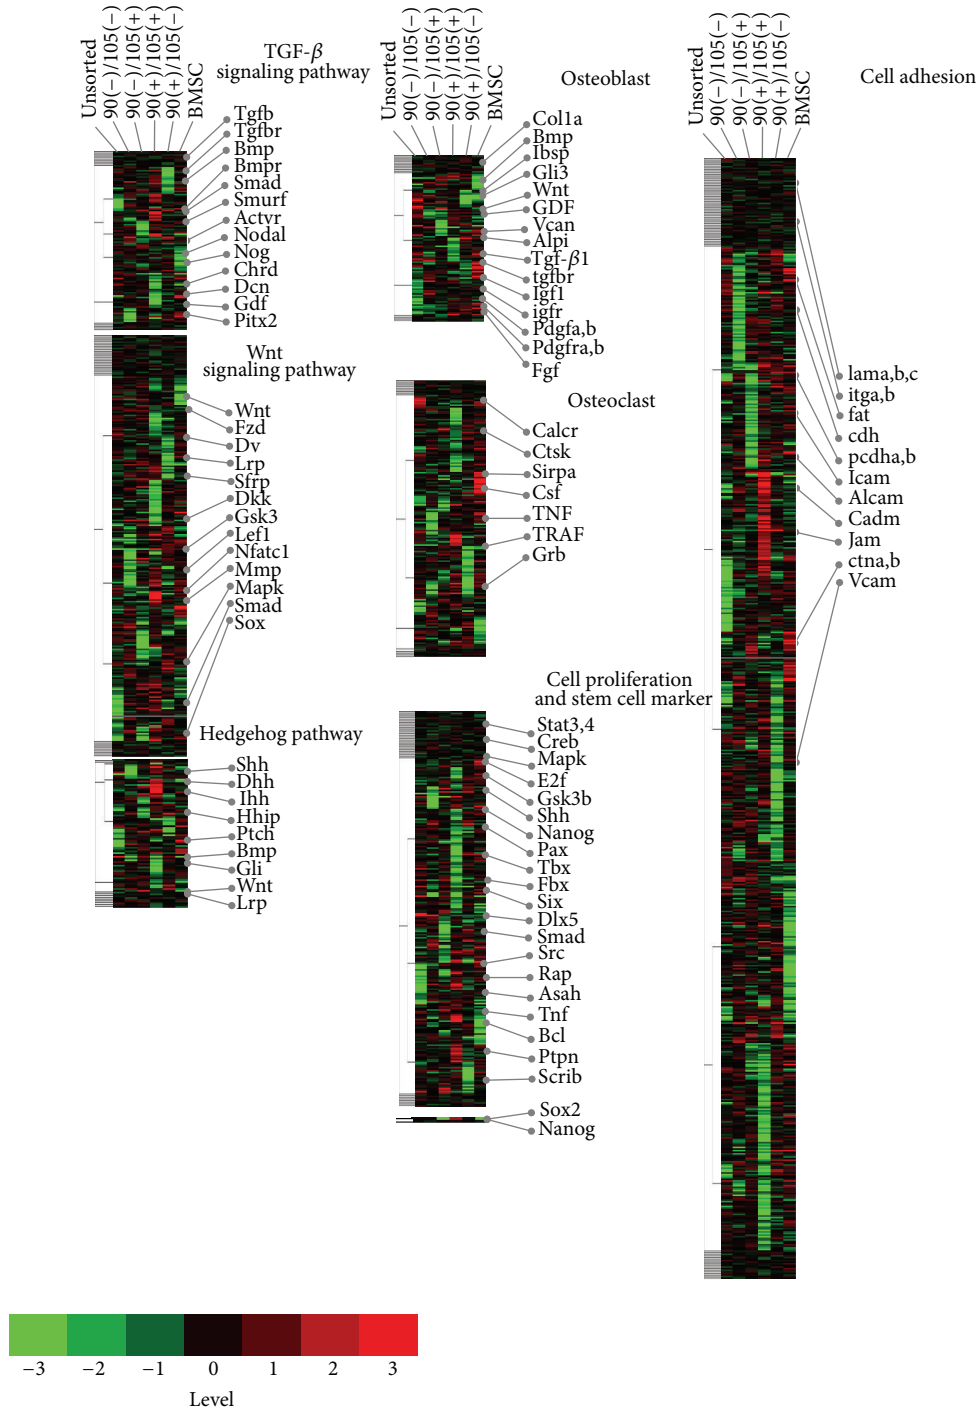 Unsorted
90(−)/105(−)
90(−)/105(+)
90(+)/105(+)
90(+)/105(−)
BMSC
TGF-β
signaling pathway
Tgfb
Tgfbr
Bmp
Bmpr
Smad
Smurf
Actvr
Nodal
Nog
Chrd
Dcn
Gdf
Pitx2
Wnt
signaling pathway
Wnt
Fzd
Dv
Lrp
Sfrp
Dkk
Gsk3
Lef1
Nfatc1
Mmp
Mapk
Smad
Sox
Hedgehog pathway
Shh
Dhh
Ihh
Hhip
Ptch
Bmp
Gli
Wnt
Lrp
Unsorted
90(−)/105(−)
90(−)/105(+)
90(+)/105(+)
90(+)/105(−)
BMSC
Osteoblast
Col1a
Bmp
Ibsp
Gli3
Wnt
GDF
Vcan
Alpi
Tgf-β1
tgfbr
Igf1
igfr
Pdgfa,b
Pdgfra,b
Fgf
Osteoclast
Calcr
Ctsk
Sirpa
Csf
TNF
TRAF
Grb
Cell proliferation
and stem cell marker
Stat3,4
Creb
Mapk
E2f
Gsk3b
Shh
Nanog
Pax
Tbx
Fbx
Six
Dlx5
Smad
Src
Rap
Asah
Tnf
Bcl
Ptpn
Scrib
Sox2
Nanog
Unsorted
90(−)/105(−)
90(−)/105(+)
90(+)/105(+)
90(+)/105(−)
BMSC
Cell adhesion
lama,b,c
itga,b
fat
cdh
pcdha,b
Icam
Alcam
Cadm
Jam
ctna,b
Vcam
−3 −2 −1 0 1 2 3
Level